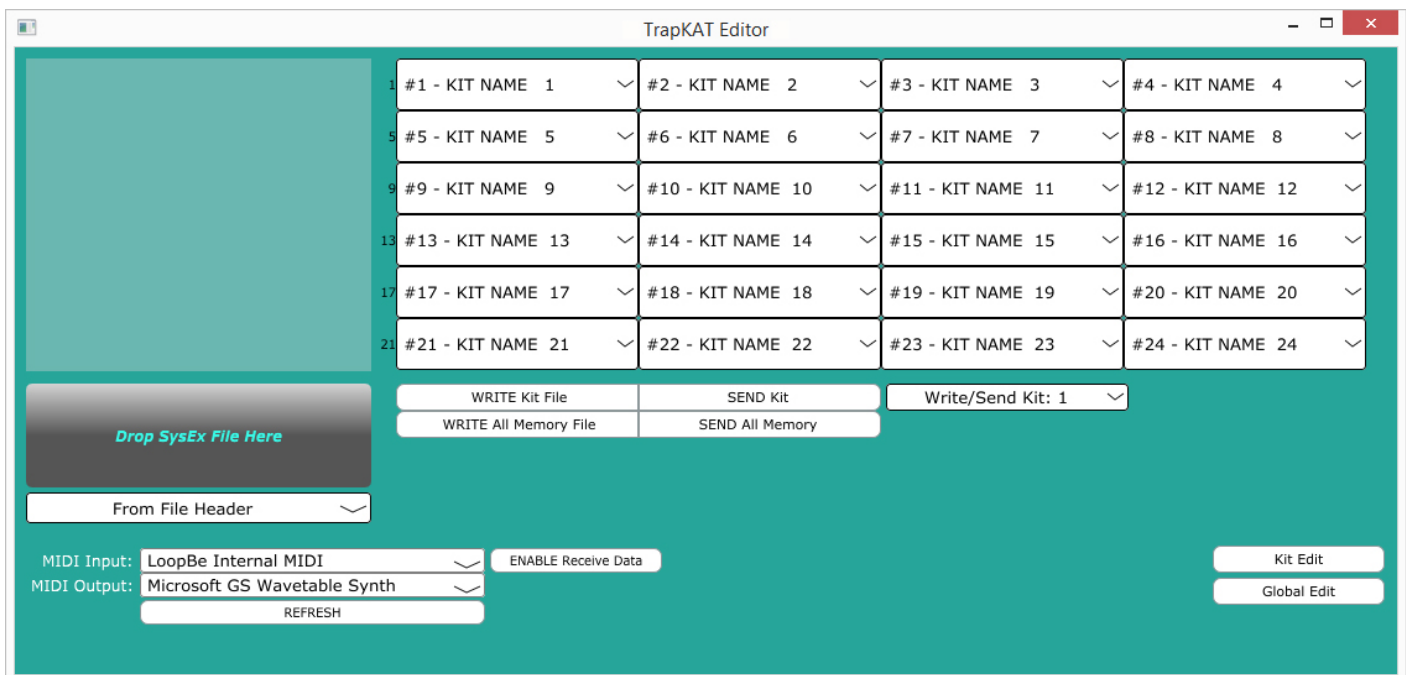 TrapKAT Editor
1 #1 - KIT NAME 1 #2 - KIT NAME 2 #3 - KIT NAME 3 #4 - KIT NAME 4
5 #5 - KIT NAME 5 #6 - KIT NAME 6 #7 - KIT NAME 7 #8 - KIT NAME 8
9 #9 - KIT NAME 9 #10 - KIT NAME 10 #11 - KIT NAME 11 #12 - KIT NAME 12
13 #13 - KIT NAME 13 #14 - KIT NAME 14 #15 - KIT NAME 15 #16 - KIT NAME 16
17 #17 - KIT NAME 17 #18 - KIT NAME 18 #19 - KIT NAME 19 #20 - KIT NAME 20
21 #21 - KIT NAME 21 #22 - KIT NAME 22 #23 - KIT NAME 23 #24 - KIT NAME 24
WRITE Kit File SEND Kit Write/Send Kit: 1
WRITE All Memory File SEND All Memory
Drop SysEx File Here
From File Header
MIDI Input: LoopBe Internal MIDI ENABLE Receive Data Kit Edit
MIDI Output: Microsoft GS Wavetable Synth Global Edit
REFRESH